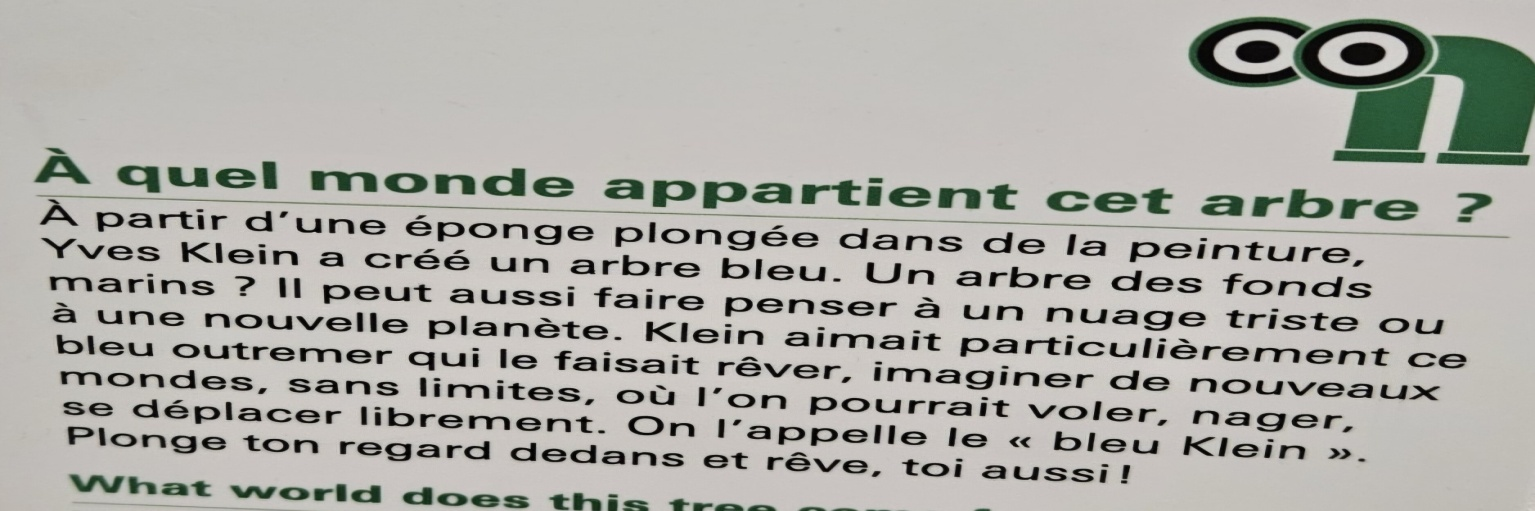 À quel monde appartient cet arbre ?
À partir d'une éponge plongée dans de la peinture,
Yves Klein a créé un arbre bleu. Un arbre des fonds
marins ? Il peut aussi faire penser à un nuage triste ou
à une nouvelle planète. Klein aimait particulièrement ce
bleu outremer qui le faisait rêver, imaginer de nouveaux
mondes, sans limites, où l'on pourrait voler, nager,
se déplacer librement. On l'appelle le « bleu Klein ».
Plonge ton regard dedans et rêve, toi aussi !
What world does this tree